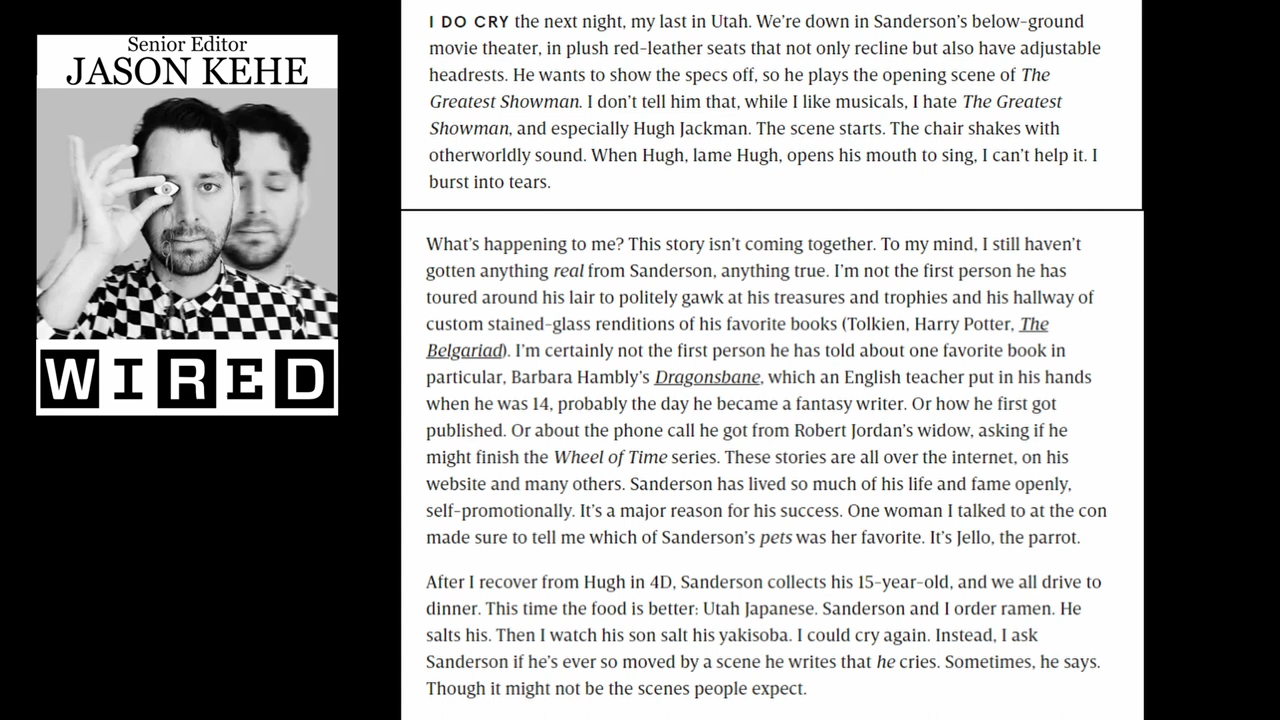 Senior Editor
JASON KEHE
WIRED
I DO CRY the next night, my last in Utah. We’re down in Sanderson’s below-ground
movie theater, in plush red-leather seats that not only recline but also have adjustable
headrests. He wants to show the specs off, so he plays the opening scene of The
Greatest Showman. I don’t tell him that, while I like musicals, I hate The Greatest
Showman, and especially Hugh Jackman. The scene starts. The chair shakes with
otherworldly sound. When Hugh, lame Hugh, opens his mouth to sing, I can’t help it. I
burst into tears.
What’s happening to me? This story isn’t coming together. To my mind, I still haven’t
gotten anything real from Sanderson, anything true. I’m not the first person he has
toured around his lair to politely gawk at his treasures and trophies and his hallway of
custom stained-glass renditions of his favorite books (Tolkien, Harry Potter, The
Belgariad). I’m certainly not the first person he has told about one favorite book in
particular, Barbara Hambly’s Dragonsbane, which an English teacher put in his hands
when he was 14, probably the day he became a fantasy writer. Or how he first got
published. Or about the phone call he got from Robert Jordan’s widow, asking if he
might finish the Wheel of Time series. These stories are all over the internet, on his
website and many others. Sanderson has lived so much of his life and fame openly,
self-promotionally. It’s a major reason for his success. One woman I talked to at the con
made sure to tell me which of Sanderson’s pets was her favorite. It’s Jello, the parrot.
After I recover from Hugh in 4D, Sanderson collects his 15-year-old, and we all drive to
dinner. This time the food is better: Utah Japanese. Sanderson and I order ramen. He
salts his. Then I watch his son salt his yakisoba. I could cry again. Instead, I ask
Sanderson if he’s ever so moved by a scene he writes that he cries. Sometimes, he says.
Though it might not be the scenes people expect.